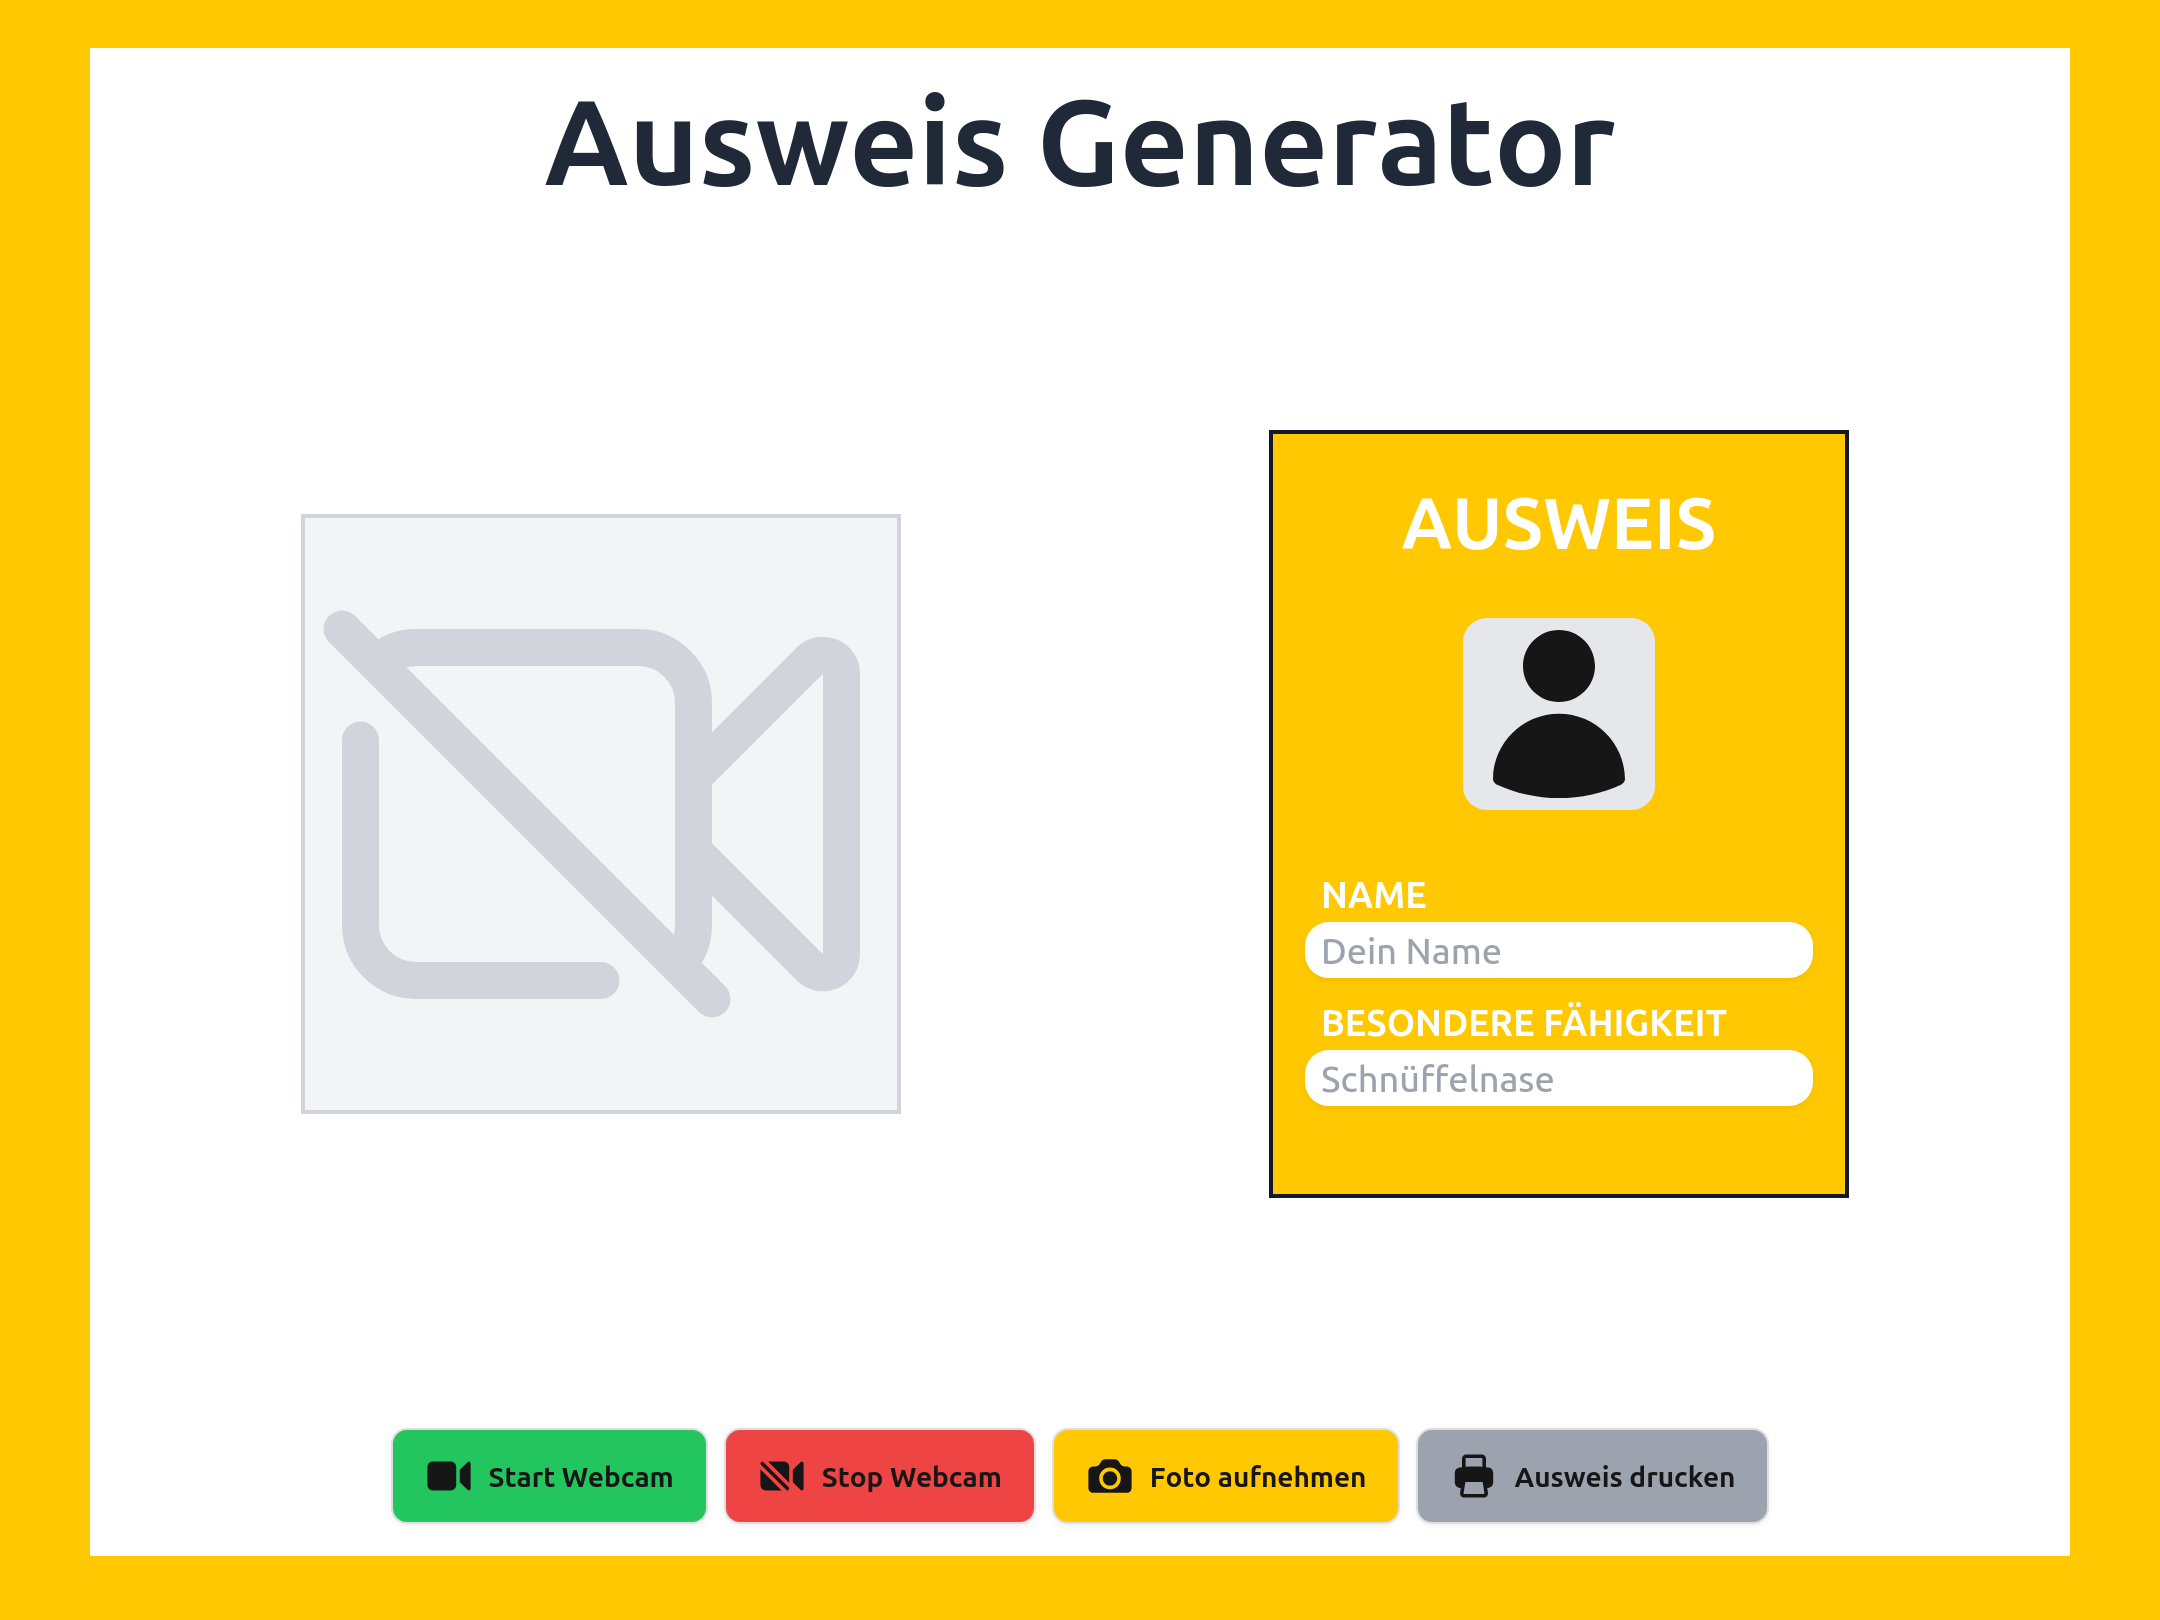 Ausweis Generator
AUSWEIS
NAME
Dein Name
BESONDERE FÄHIGKEIT
Schnüffelnase
Start Webcam
Stop Webcam
Foto aufnehmen
Ausweis drucken